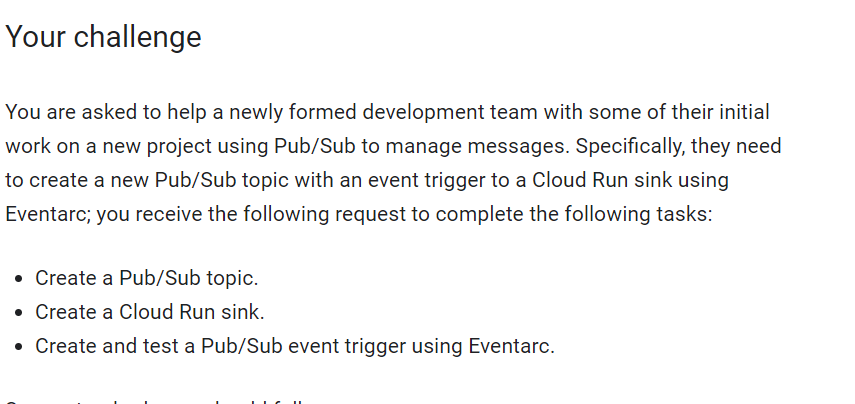 Your challenge
You are asked to help a newly formed development team with some of their initial
work on a new project using Pub/Sub to manage messages. Specifically, they need
to create a new Pub/Sub topic with an event trigger to a Cloud Run sink using
Eventarc; you receive the following request to complete the following tasks:
• Create a Pub/Sub topic.
• Create a Cloud Run sink.
• Create and test a Pub/Sub event trigger using Eventarc.